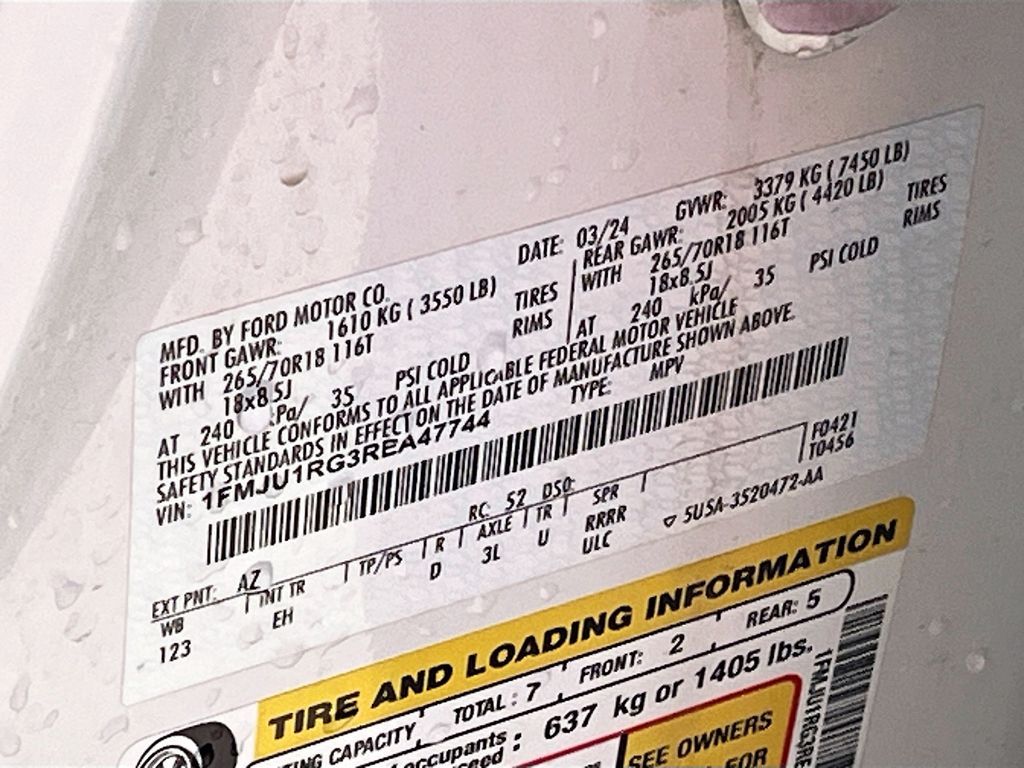 MFD. BY FORD MOTOR CO.
DATE: 03/24 GVWR: 3379 KG ( 7450 LB)
FRONT GAWR: 1610 KG ( 3550 LB)
REAR GAWR: 2005 KG ( 4420 LB)
WITH 265/70R18 116T TIRES
WITH 265/70R18 116T TIRES
18x8.5J RIMS
18x8.5J RIMS
AT 240 kPa/ 35 PSI COLD
AT 240 kPa/ 35 PSI COLD
THIS VEHICLE CONFORMS TO ALL APPLICABLE FEDERAL MOTOR VEHICLE
SAFETY STANDARDS IN EFFECT ON THE DATE OF MANUFACTURE SHOWN ABOVE.
VIN: 1FMJU1RG3REA47744 TYPE: MPV
F0421
T0456
EXT PNT: AZ RC: 52 DSO:
WB INT TR TP/PS R AXLE TR SPR
123 EH D 3L U RRRR
ULC
5USA-3520472-AA
TIRE AND LOADING INFORMATION
CAPACITY TOTAL : 7 FRONT: 2 REAR: 5
occupants : 637 kg or 1405 lbs.
SEE OWNERS
FOR